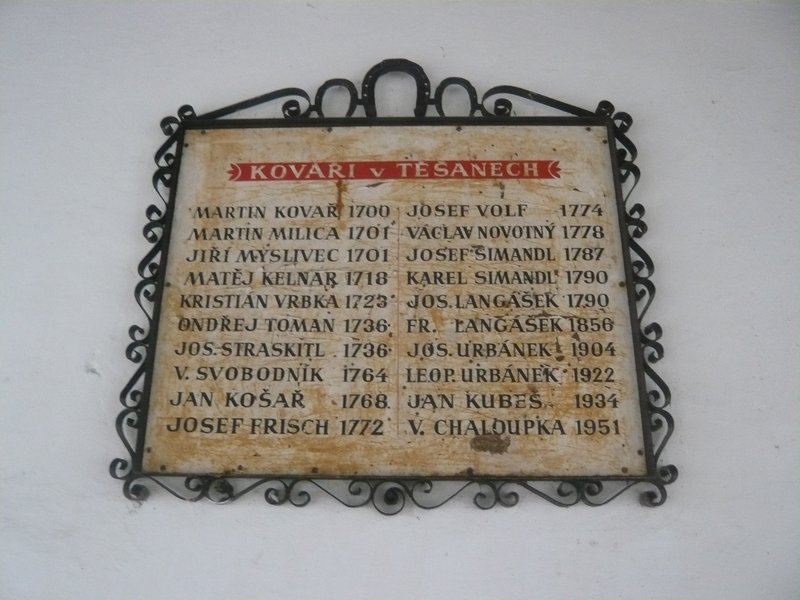 KOVÁŘI v TĚŠANECH
MARTIN KOVAŘ 1700
MARTIN MILICA 1701
JIŘÍ MYSLIVEC 1701
MATĚJ KELNAR 1718
KRISTIÁN VRBKA 1723
ONDŘEJ TOMAN 1736
JOS. STRASKITL 1736
V. SVOBODNÍK 1764
JAN KOŠAŘ 1768
JOSEF FRISCH 1772
JOSEF VOLF 1774
VÁCLAV NOVOTNÝ 1778
JOSEF ŠIMANDL 1787
KAREL SIMANDL 1790
JOS. LANGÁŠEK 1790
FR. LANGÁŠEK 1856
JOS. URBÁNEK 1904
LEOP. URBÁNEK 1922
JAN KUBEŠ 1934
V. CHALOUPKA 1951